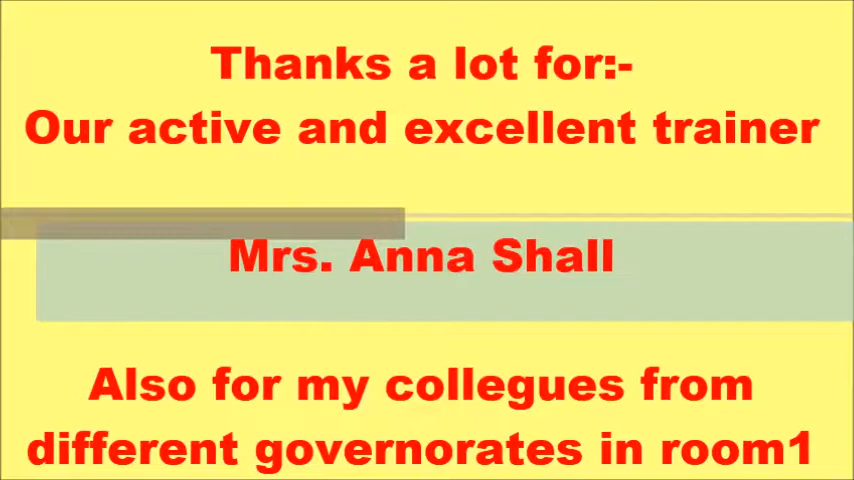 Thanks a lot for:-
Our active and excellent trainer
Mrs. Anna Shall
Also for my collegues from
different governorates in room1